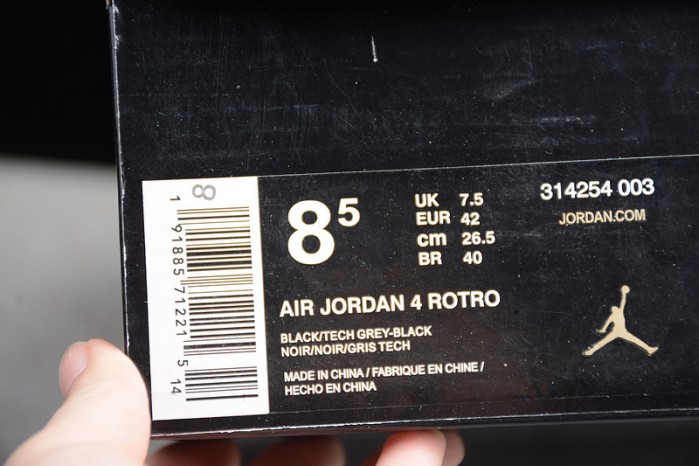 8
1 91885 71221 5 14
8 5
UK 7.5
EUR 42
cm 26.5
BR 40
314254 003
JORDAN.COM
AIR JORDAN 4 ROTRO
BLACK/TECH GREY-BLACK
NOIR/NOIR/GRIS TECH
MADE IN CHINA / FABRIQUE EN CHINE /
HECHO EN CHINA